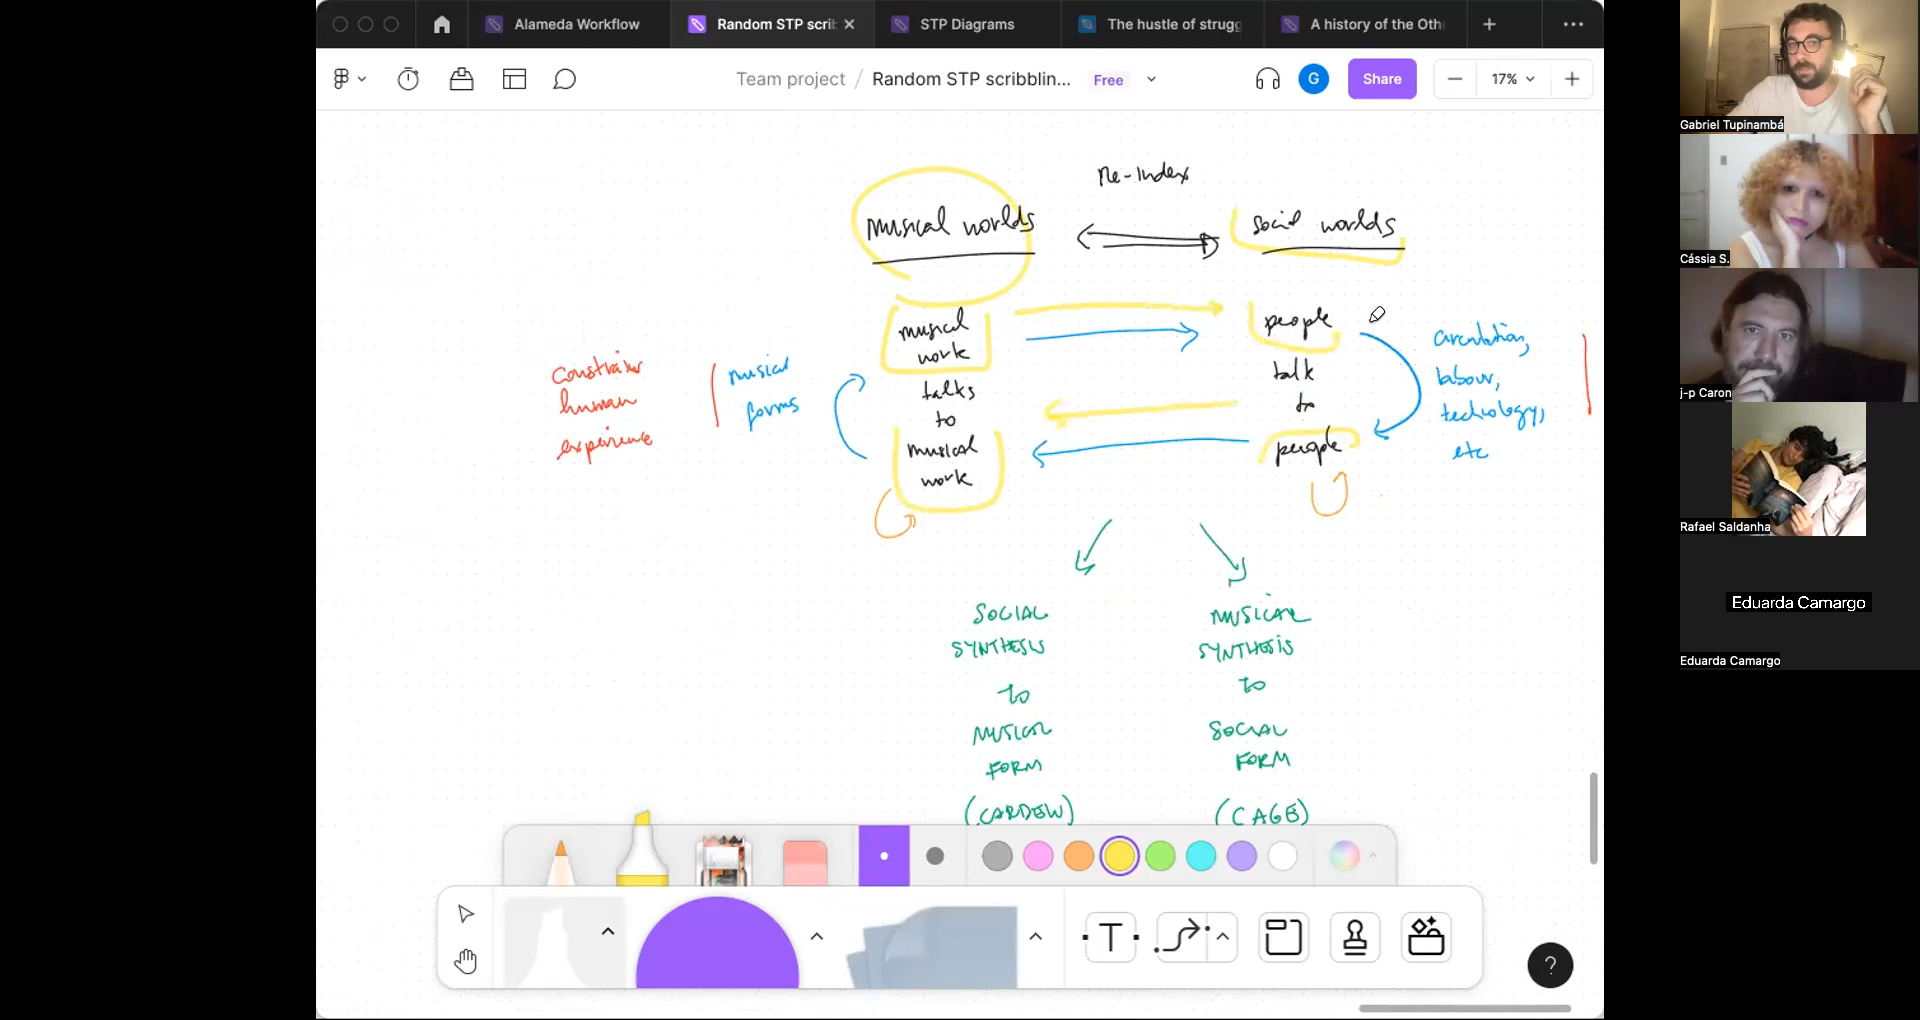 Alameda Workflow
Random STP scrib
STP Diagrams
The hustle of strugg
A history of the Oth
Team project / Random STP scribblin... Free
G
Share
17%
Re-index
musical worlds
social worlds
musical
work
talks
to
musical
work
people
talk
to
people
constrains
human
experience
musical
forms
circulation,
labour,
technology,
etc
SOCIAL
SYNTHESIS
to
MUSICAL
FORM
(CARDEW)
MUSICAL
SYNTHESIS
to
SOCIAL
FORM
(CAGE)
T
?
Gabriel Tupinambá
Cássia S.
j-p Caron
Rafael Saldanha
Eduarda Camargo
Eduarda Camargo